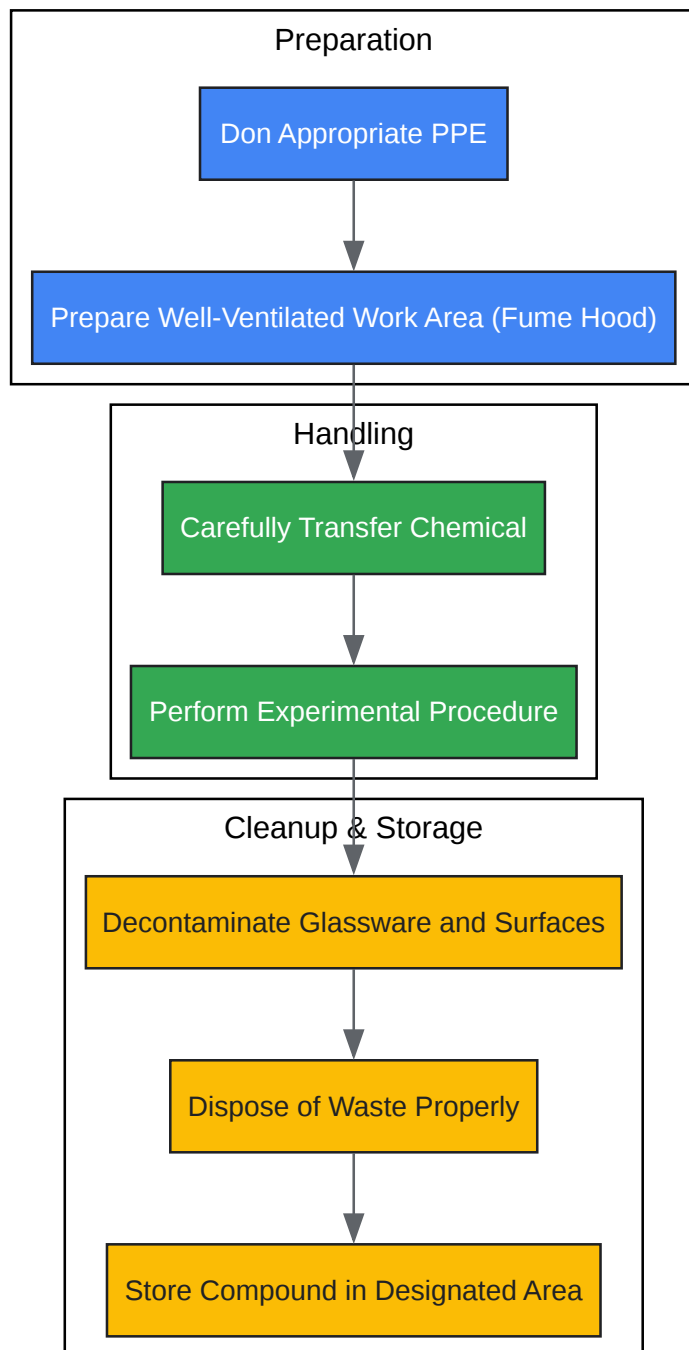 Preparation
Don Appropriate PPE
Prepare Well-Ventilated Work Area (Fume Hood)
Handling
Carefully Transfer Chemical
Perform Experimental Procedure
Cleanup & Storage
Decontaminate Glassware and Surfaces
Dispose of Waste Properly
Store Compound in Designated Area